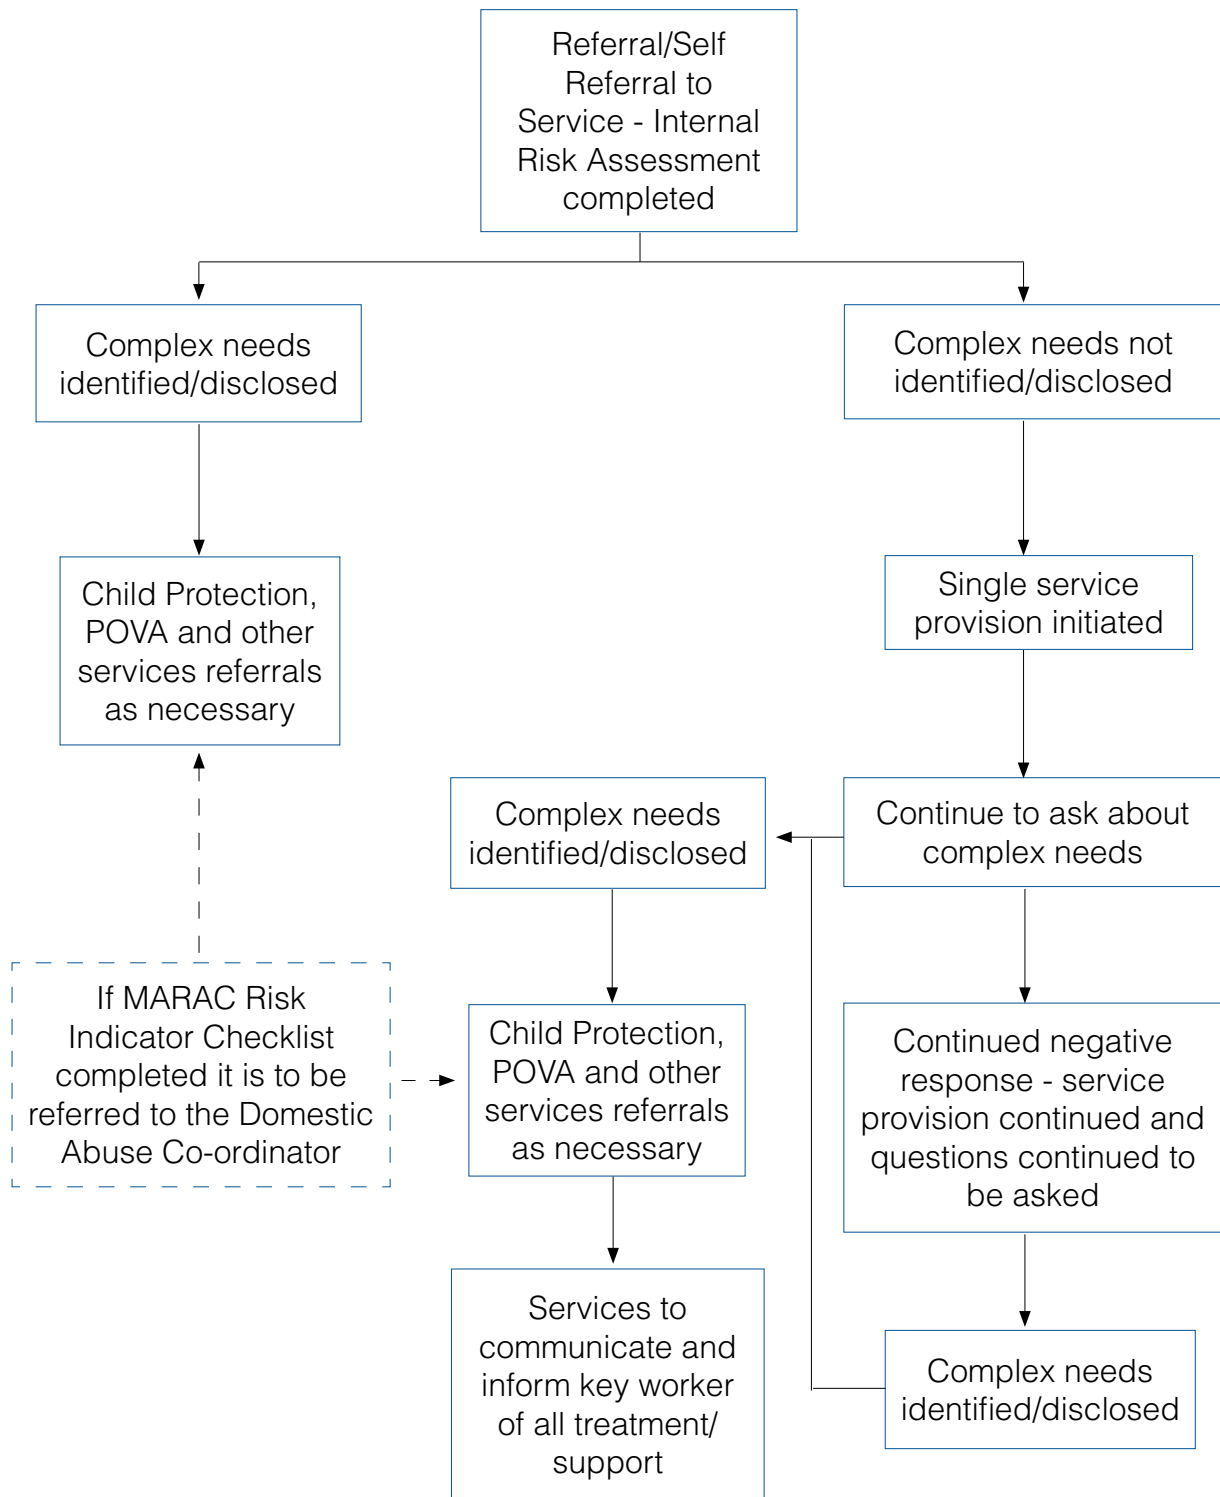 Referral/Self
Referral to
Service - Internal
Risk Assessment
completed
Complex needs
identified/disclosed
Complex needs not
identified/disclosed
Child Protection,
POVA and other
services referrals
as necessary
Single service
provision initiated
Complex needs
identified/disclosed
Continue to ask about
complex needs
If MARAC Risk
Indicator Checklist
completed it is to be
referred to the Domestic
Abuse Co-ordinator
Child Protection,
POVA and other
services referrals
as necessary
Continued negative
response - service
provision continued and
questions continued to
be asked
Services to
communicate and
inform key worker
of all treatment/
support
Complex needs
identified/disclosed